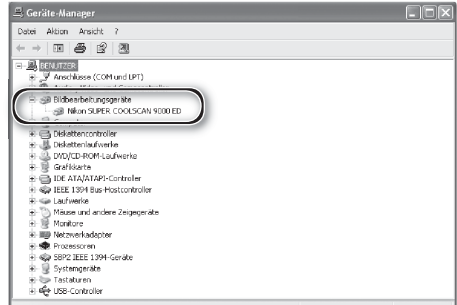 Geräte-Manager
Datei Aktion Ansicht ?
BENUTZER
Anschlüsse (COM und LPT)
Bildbearbeitungsgeräte
Nikon SUPER COOLSCAN 9000 ED
Diskettencontroller
Diskettenlaufwerke
DVD/CD-ROM-Laufwerke
Grafikkarte
IDE ATA/ATAPI-Controller
IEEE 1394 Bus-Hostcontroller
Laufwerke
Mäuse und andere Zeigegeräte
Monitore
Netzwerkadapter
Prozessoren
SBP2 IEEE 1394-Geräte
Systemgeräte
Tastaturen
USB-Controller